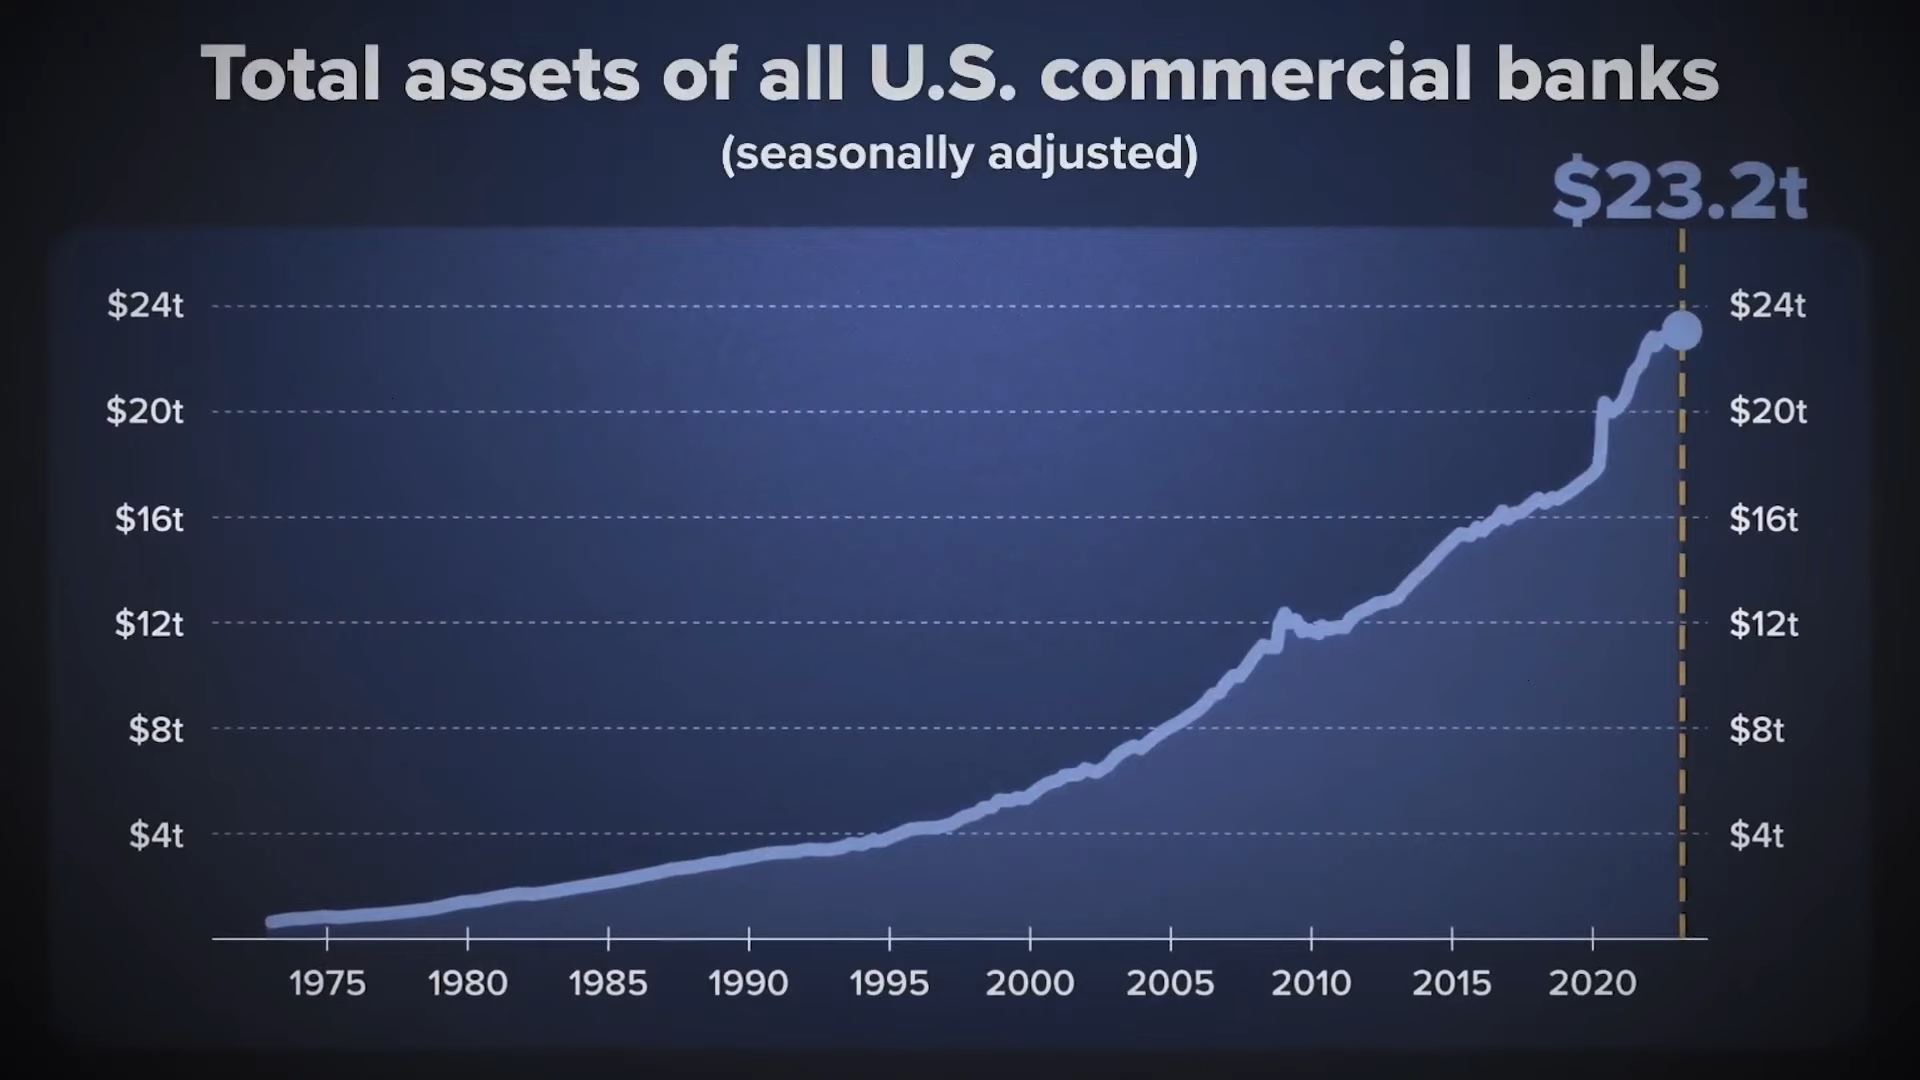 Total assets of all U.S. commercial banks
(seasonally adjusted)
$23.2t
$24t $24t
$20t $20t
$16t $16t
$12t $12t
$8t $8t
$4t $4t
1975 1980 1985 1990 1995 2000 2005 2010 2015 2020